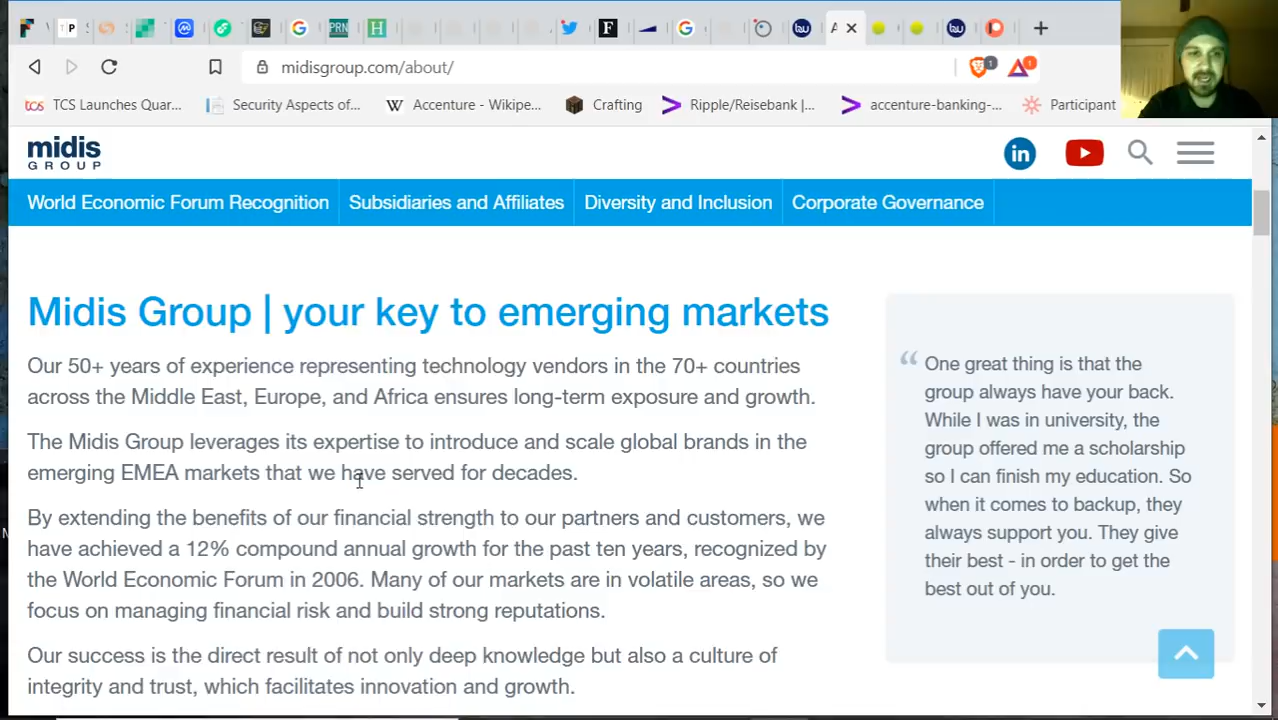 PRN
H
F
midisgroup.com/about/
1
1
tcs TCS Launches Quar...
Security Aspects of...
W Accenture - Wikipe...
Crafting
Ripple/Reisebank |...
accenture-banking-...
Participant
midis
GROUP
in
World Economic Forum Recognition
Subsidiaries and Affiliates
Diversity and Inclusion
Corporate Governance
Midis Group | your key to emerging markets
Our 50+ years of experience representing technology vendors in the 70+ countries
across the Middle East, Europe, and Africa ensures long-term exposure and growth.
The Midis Group leverages its expertise to introduce and scale global brands in the
emerging EMEA markets that we have served for decades.
By extending the benefits of our financial strength to our partners and customers, we
have achieved a 12% compound annual growth for the past ten years, recognized by
the World Economic Forum in 2006. Many of our markets are in volatile areas, so we
focus on managing financial risk and build strong reputations.
Our success is the direct result of not only deep knowledge but also a culture of
integrity and trust, which facilitates innovation and growth.
“ One great thing is that the
group always have your back.
While I was in university, the
group offered me a scholarship
so I can finish my education. So
when it comes to backup, they
always support you. They give
their best - in order to get the
best out of you.